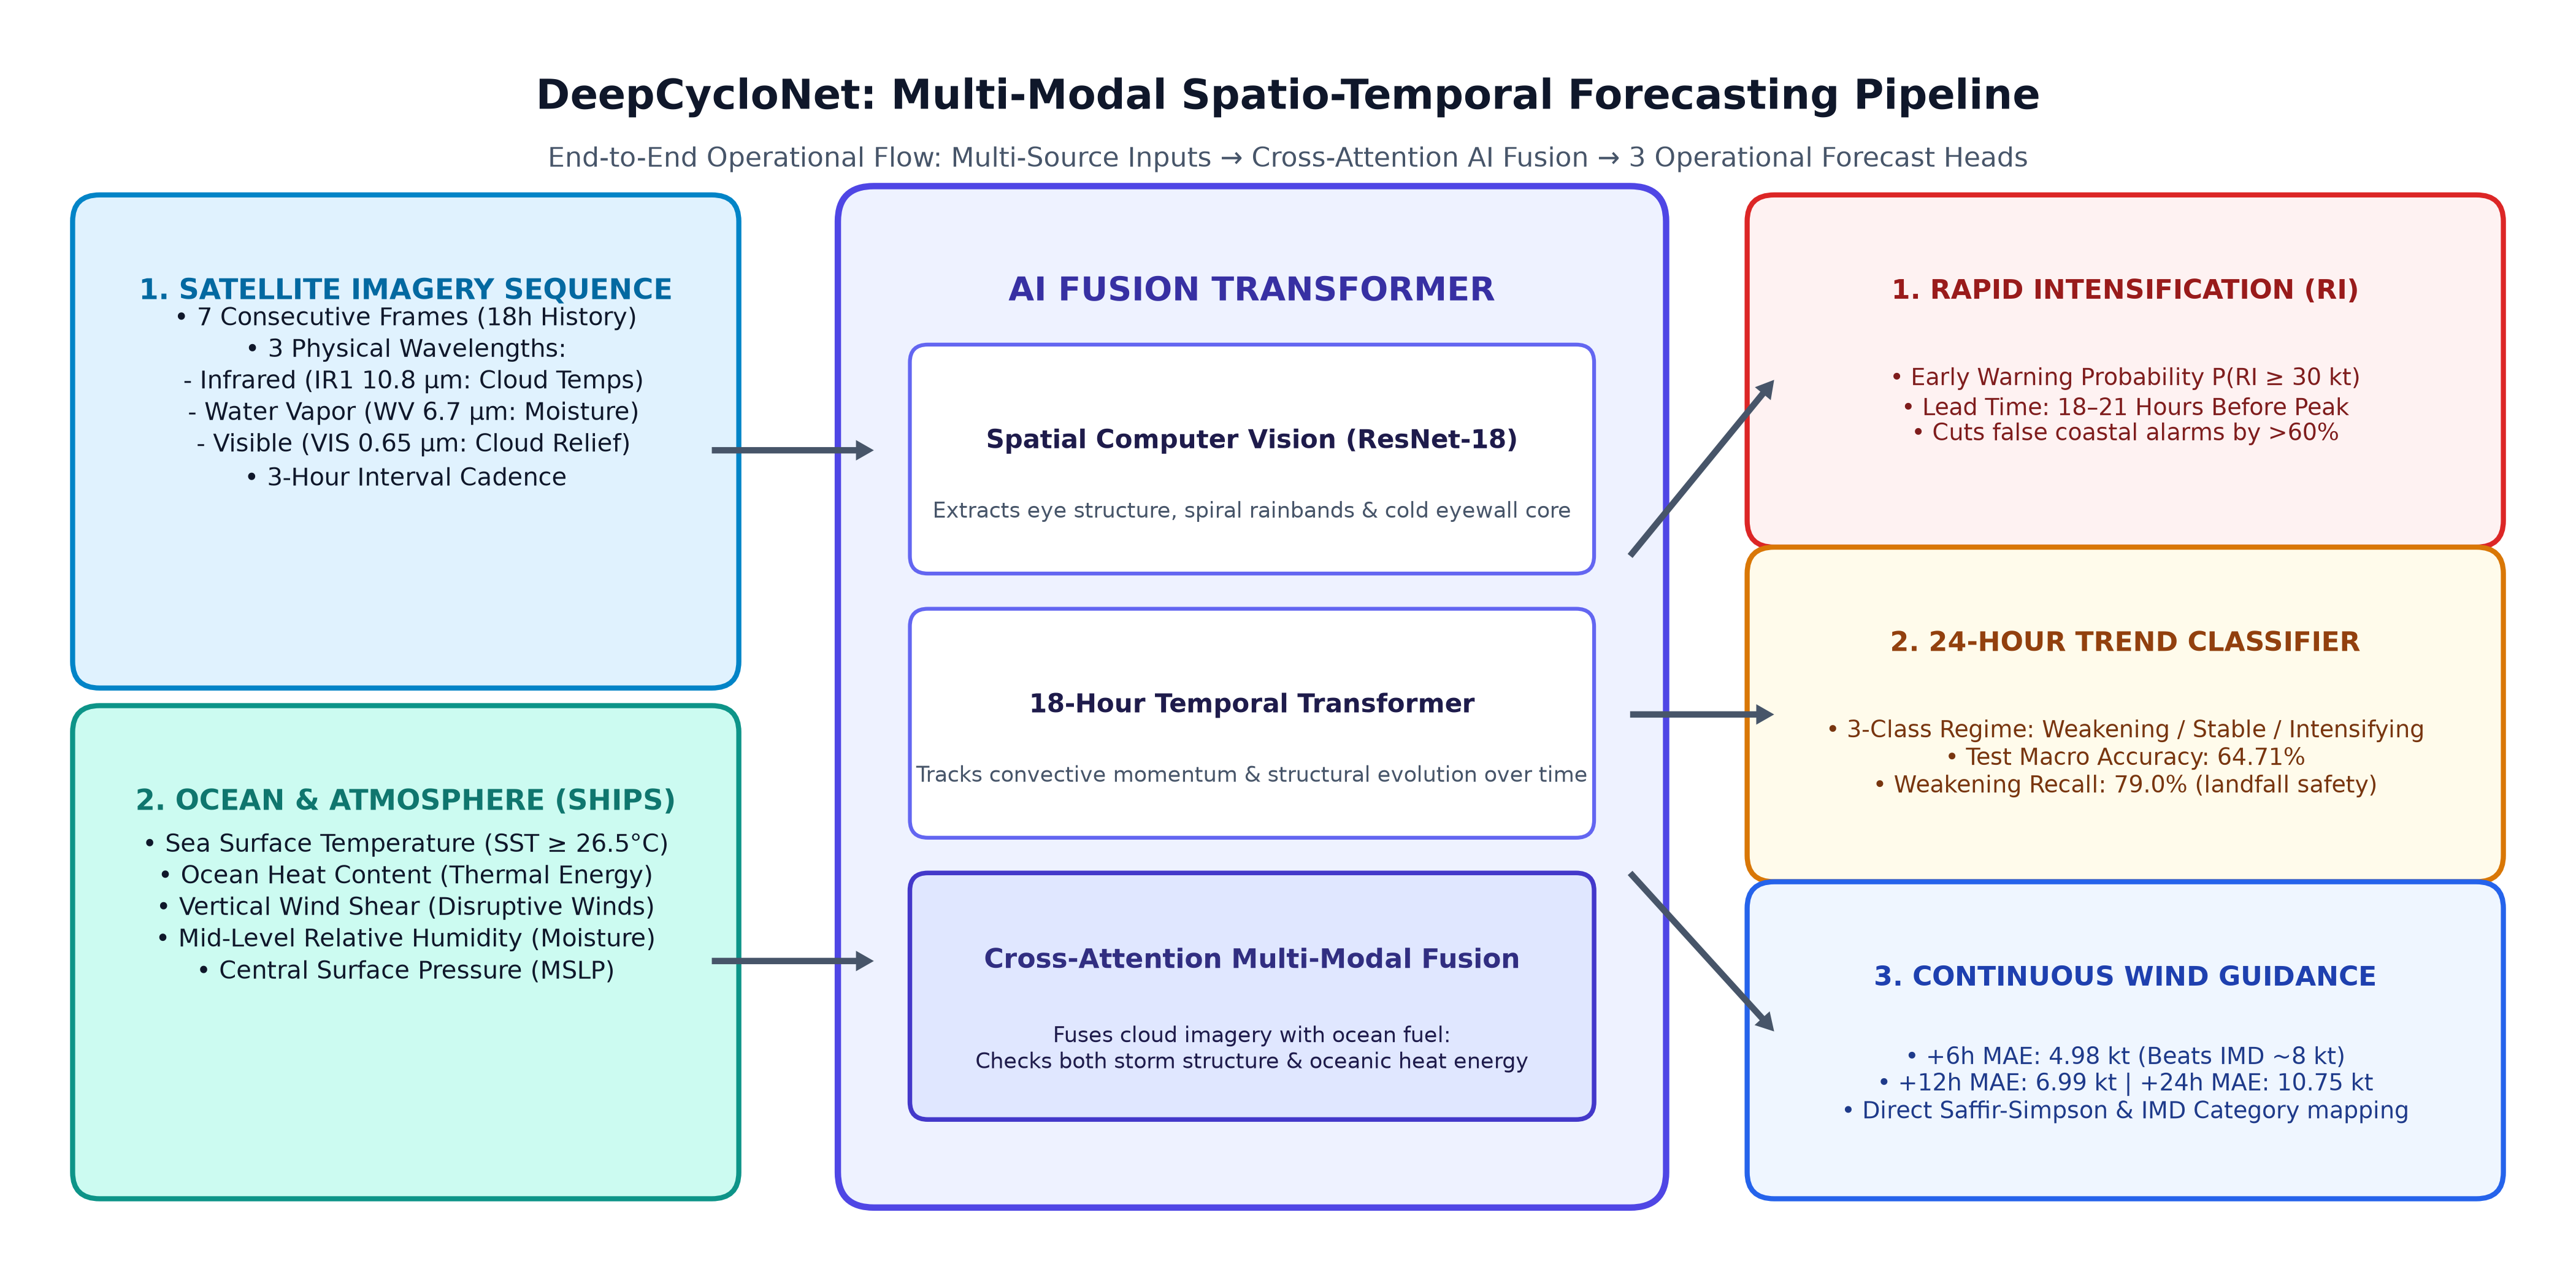 DeepCycloNet: Multi-Modal Spatio-Temporal Forecasting Pipeline
End-to-End Operational Flow: Multi-Source Inputs → Cross-Attention AI Fusion → 3 Operational Forecast Heads
1. SATELLITE IMAGERY SEQUENCE
• 7 Consecutive Frames (18h History)
• 3 Physical Wavelengths:
- Infrared (IR1 10.8 μm: Cloud Temps)
- Water Vapor (WV 6.7 μm: Moisture)
- Visible (VIS 0.65 μm: Cloud Relief)
• 3-Hour Interval Cadence
2. OCEAN & ATMOSPHERE (SHIPS)
• Sea Surface Temperature (SST ≥ 26.5°C)
• Ocean Heat Content (Thermal Energy)
• Vertical Wind Shear (Disruptive Winds)
• Mid-Level Relative Humidity (Moisture)
• Central Surface Pressure (MSLP)
AI FUSION TRANSFORMER
Spatial Computer Vision (ResNet-18)
Extracts eye structure, spiral rainbands & cold eyewall core
18-Hour Temporal Transformer
Tracks convective momentum & structural evolution over time
Cross-Attention Multi-Modal Fusion
Fuses cloud imagery with ocean fuel:
Checks both storm structure & oceanic heat energy
1. RAPID INTENSIFICATION (RI)
• Early Warning Probability P(RI ≥ 30 kt)
• Lead Time: 18–21 Hours Before Peak
• Cuts false coastal alarms by >60%
2. 24-HOUR TREND CLASSIFIER
• 3-Class Regime: Weakening / Stable / Intensifying
• Test Macro Accuracy: 64.71%
• Weakening Recall: 79.0% (landfall safety)
3. CONTINUOUS WIND GUIDANCE
• +6h MAE: 4.98 kt (Beats IMD ~8 kt)
• +12h MAE: 6.99 kt | +24h MAE: 10.75 kt
• Direct Saffir-Simpson & IMD Category mapping